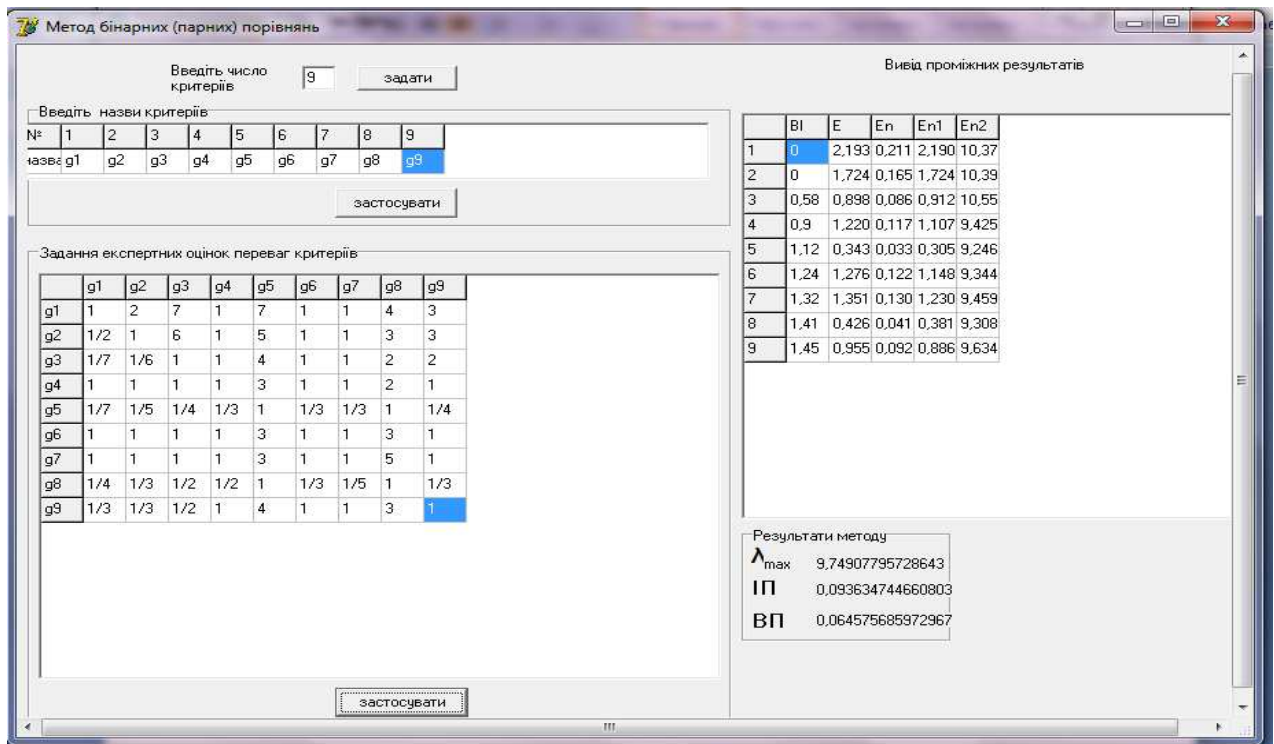 Метод бінарних (парних) порівнянь
Введіть число
критеріїв
9
задати
Введіть назви критеріїв
№ 1 2 3 4 5 6 7 8 9
g1 g2 g3 g4 g5 g6 g7 g8 g9
застосувати
Задання експертних оцінок переваг критеріїв
g1 g2 g3 g4 g5 g6 g7 g8 g9
g1 1 2 7 1 7 1 1 4 3
g2 1/2 1 6 1 5 1 1 3 3
g3 1/7 1/6 1 1 4 1 1 2 2
g4 1 1 1 1 3 1 1 2 1
g5 1/7 1/5 1/4 1/3 1 1/3 1/3 1 1/4
g6 1 1 1 1 3 1 1 3 1
g7 1 1 1 1 3 1 1 5 1
g8 1/4 1/3 1/2 1/2 1 1/3 1/5 1 1/3
g9 1/3 1/3 1/2 1 4 1 1 3 1
застосувати
Вивід проміжних результатів
ВІ E En En1 En2
1 0 2,193 0,211 2,190 10,37
2 0 1,724 0,165 1,724 10,39
3 0,58 0,898 0,086 0,912 10,55
4 0,9 1,220 0,117 1,107 9,425
5 1,12 0,343 0,033 0,305 9,246
6 1,24 1,276 0,122 1,148 9,344
7 1,32 1,351 0,130 1,230 9,459
8 1,41 0,426 0,041 0,381 9,308
9 1,45 0,955 0,092 0,886 9,634
Результати методу
λmax 9,74907795728643
ІП 0,093634744660803
ВП 0,064575685972967